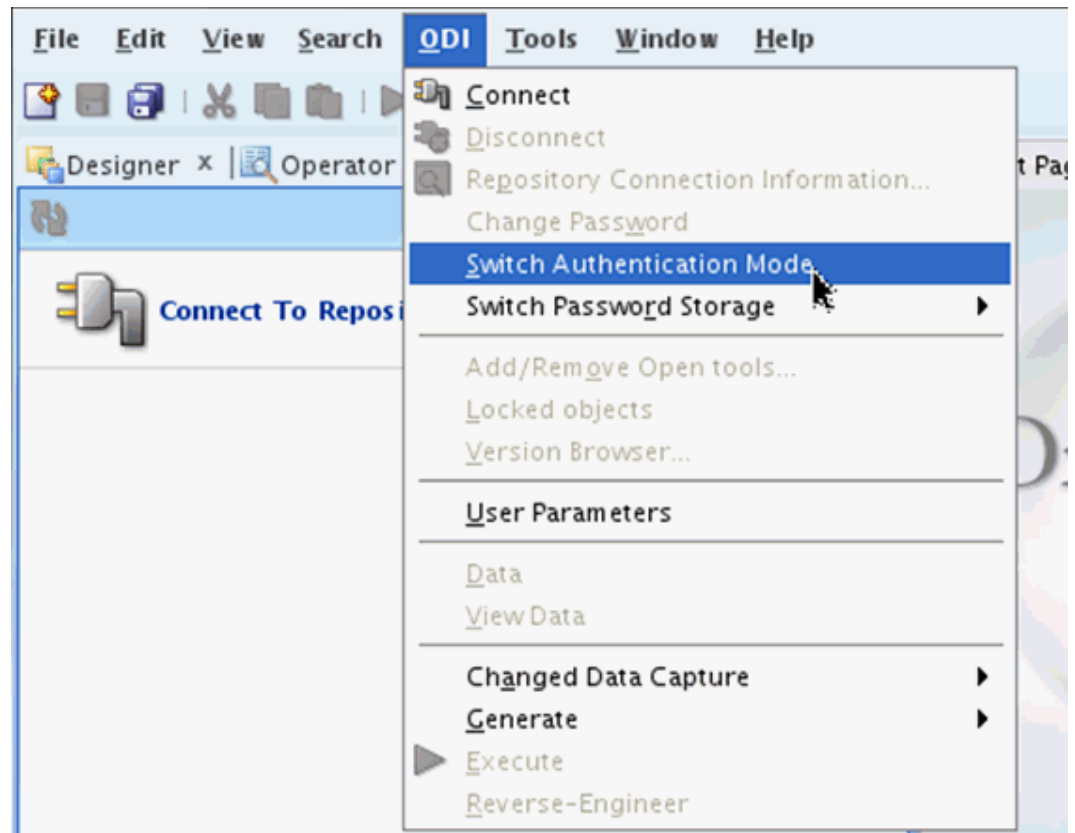 File Edit View Search ODI Tools Window Help
Connect
Disconnect
Designer x Operator
Repository Connection Information...
Change Password
Switch Authentication Mode
Connect To
Switch Password Storage
Add/Remove Open tools...
Locked objects
Version Browser...
User Parameters
Data
View Data
Changed Data Capture
Generate
Execute
Reverse-Engineer